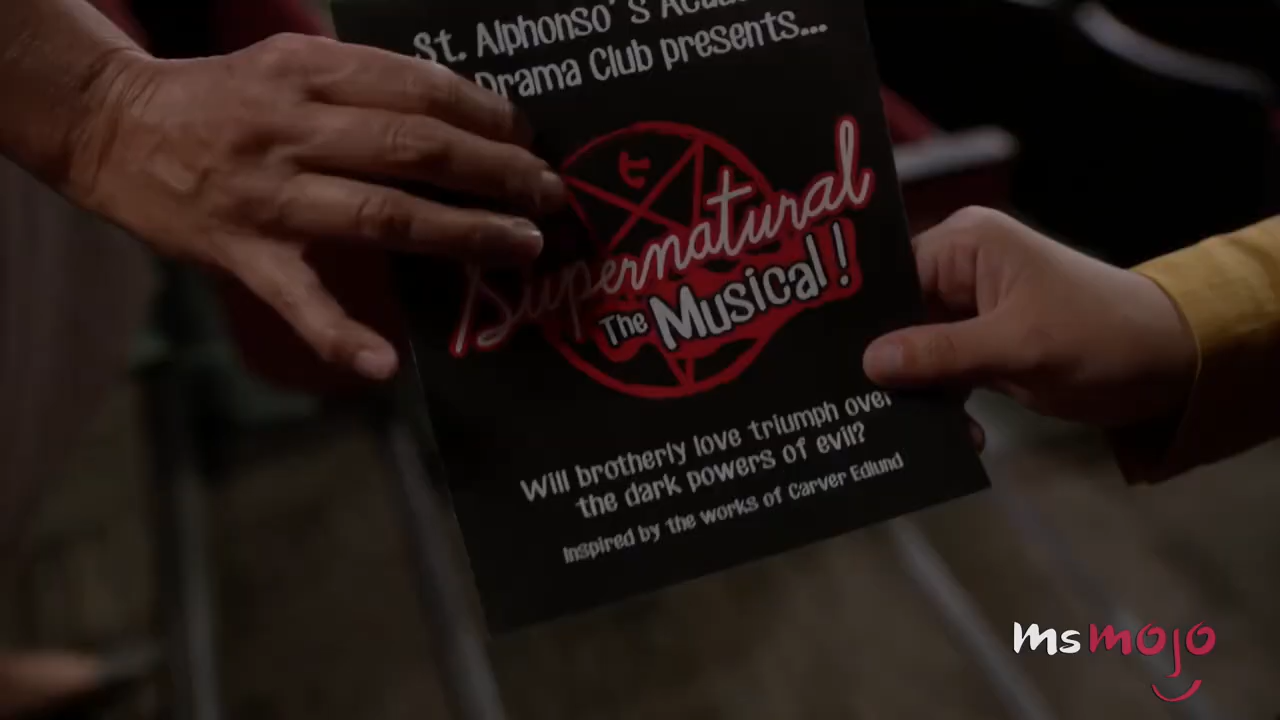 St. Alphonso's
Drama Club presents...
Supernatural
The Musical!
Will brotherly love triumph over
the dark powers of evil?
Inspired by the works of Carver Edlund
msmojo